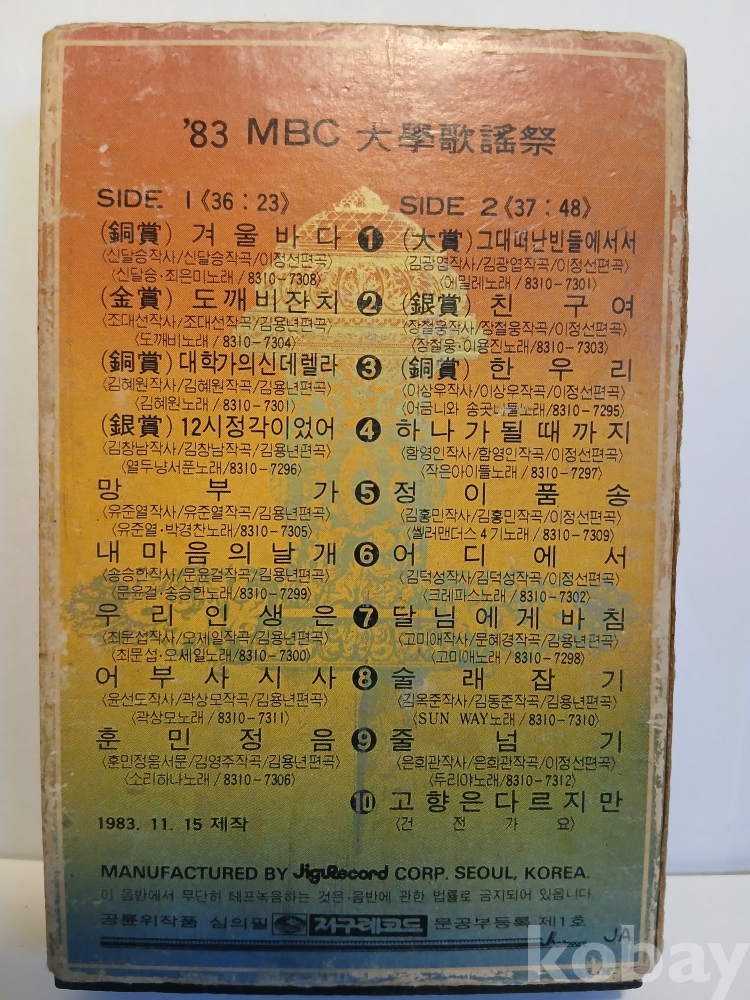 '83 MBC 大學歌謠祭
SIDE 1 《36 : 23》
(銅賞) 겨울바다 ①
(신달승작사/신달승작곡/이정선편곡)
〈신달승·최은미노래/8310-7308〉
(金賞) 도깨비잔치 ②
(조대선작사/조대선작곡/김용년편곡)
〈도깨비노래/8310-7304〉
(銅賞) 대학가의신데렐라 ③
(김혜원작사/김혜원작곡/김용년편곡)
〈김혜원노래/8310-7301〉
(銀賞) 12시정각이었어 ④
(김창남작사/김창남작곡/김용년편곡)
〈열두냥서푼노래/8310-7296〉
망부가 ⑤
(유준열작사/유준열작곡/김용년편곡)
〈유준열·박경찬노래/8310-7305〉
내마음의날개 ⑥
(송승한작사/문윤걸작곡/김용년편곡)
〈문윤걸·송승한노래/8310-7299〉
우리인생은 ⑦
(최문섭작사/오세일작곡/김용년편곡)
〈최문섭·오세일노래/8310-7300〉
어부사시사 ⑧
(윤선도작사/곽상모작곡/김용년편곡)
〈곽상모노래/8310-7311〉
훈민정음 ⑨
(훈민정음서문/김영주작곡/김용년편곡)
〈소리하나노래/8310-7306〉
SIDE 2 《37 : 48》
(大賞) 그대떠난빈들에서서
(김광엽작사/김광엽작곡/이정선편곡)
〈에밀레노래/8310-7301〉
(銀賞) 친구여
(장철웅작사/장철웅작곡/이정선편곡)
〈장철웅·이용진노래/7303〉
(銅賞) 한우리
(이상우작사/이상우작곡/이정선편곡)
〈어금니와 송곳니들노래/8310-7295〉
하나가될때까지
(함영인작사/함영인작곡/이정선편곡)
〈작은아이들노래/8310-7297〉
정이품송
(김홍민작사/김홍민작곡/이정선편곡)
〈쎌러맨더스 4기노래/8310-7309〉
어디에서
(김덕성작사/김덕성작곡/이정선편곡)
〈크레파스노래/8310-7302〉
달님에게바침
(고미애작사/문혜경작곡/김용년편곡)
〈고미애노래/8310-7298〉
술래잡기
(김옥준작사/김동준작곡/김용년편곡)
〈SUN WAY노래/8310-7310〉
줄넘기
(은희관작사/은희관작곡/이정선편곡)
〈두리야노래/8310-7312〉
⑩ 고향은다르지만
〈건전가요〉
1983. 11. 15 제작
MANUFACTURED BY JiguRecord CORP. SEOUL, KOREA.
이 음반에서 무단히 테프녹음하는 것은·음반에 관한 법률로 금지되어 있읍니다
공륜위작품 심의필 지구레코드 문공부등록 제1호
JA
kobay